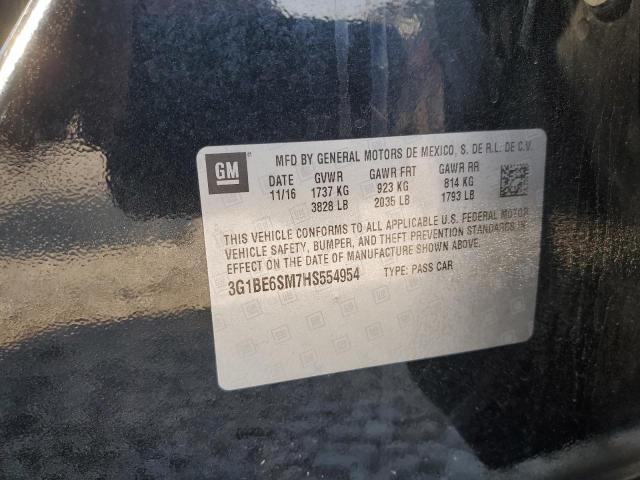 MFD BY GENERAL MOTORS DE MEXICO, S. DE R.L. DE C.V.
GM
DATE GVWR GAWR FRT GAWR RR
11/16 1737 KG 923 KG 814 KG
3828 LB 2035 LB 1793 LB
THIS VEHICLE CONFORMS TO ALL APPLICABLE U.S. FEDERAL MOTOR
VEHICLE SAFETY, BUMPER, AND THEFT PREVENTION STANDARDS IN
EFFECT ON THE DATE OF MANUFACTURE SHOWN ABOVE.
3G1BE6SM7HS554954 TYPE: PASS CAR